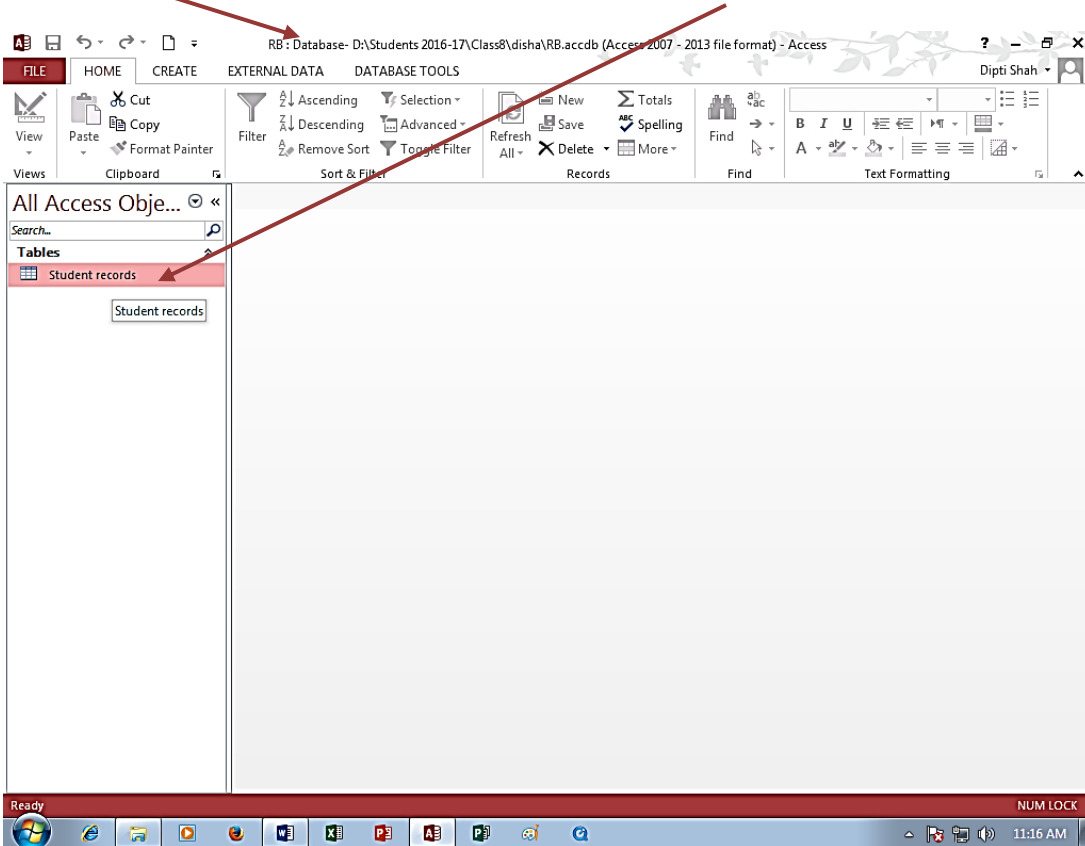 RB : Database- D:\Students 2016-17\Class8\disha\RB.accdb (Access 2007 - 2013 file format) - Access
? – X
FILE HOME CREATE EXTERNAL DATA DATABASE TOOLS Dipti Shah
View
Views
Paste
Cut
Copy
Format Painter
Clipboard
Filter
Ascending
Descending
Remove Sort
Selection
Advanced
Toggle Filter
Sort & Filter
Refresh
All
New
Save
Delete
Totals
Spelling
More
Records
Find
Find
B I U
A
Text Formatting
All Access Obje...
Search...
Tables
Student records
Student records
Ready NUM LOCK
11:16 AM